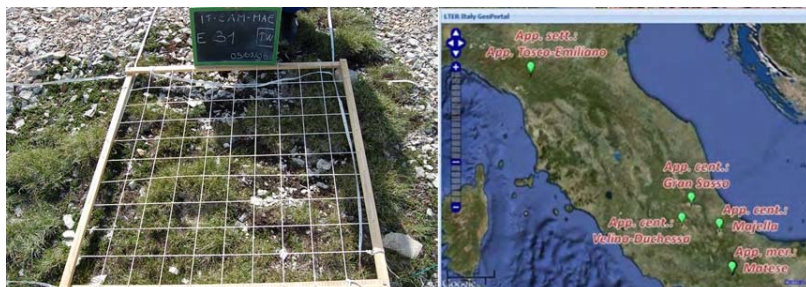 IT-CAM-MAE
E 31
LTER Italy GeoPortal
App. sett.:
App. Tosco-Emiliano
App. cent.:
Gran Sasso
App. cent.:
Majella
App. cent.:
Velino-Duchessa
App. mer.:
Matese
Google